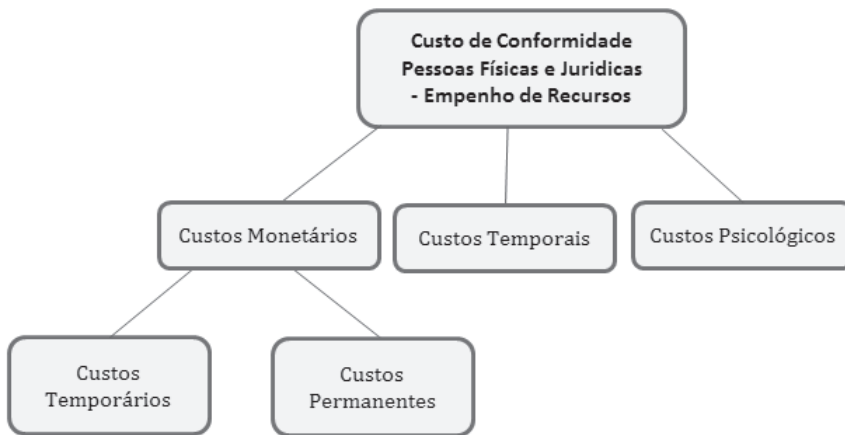 Custo de Conformidade
Pessoas Físicas e Juridicas
- Empenho de Recursos
Custos Monetários
Custos Temporais
Custos Psicológicos
Custos
Temporários
Custos
Permanentes